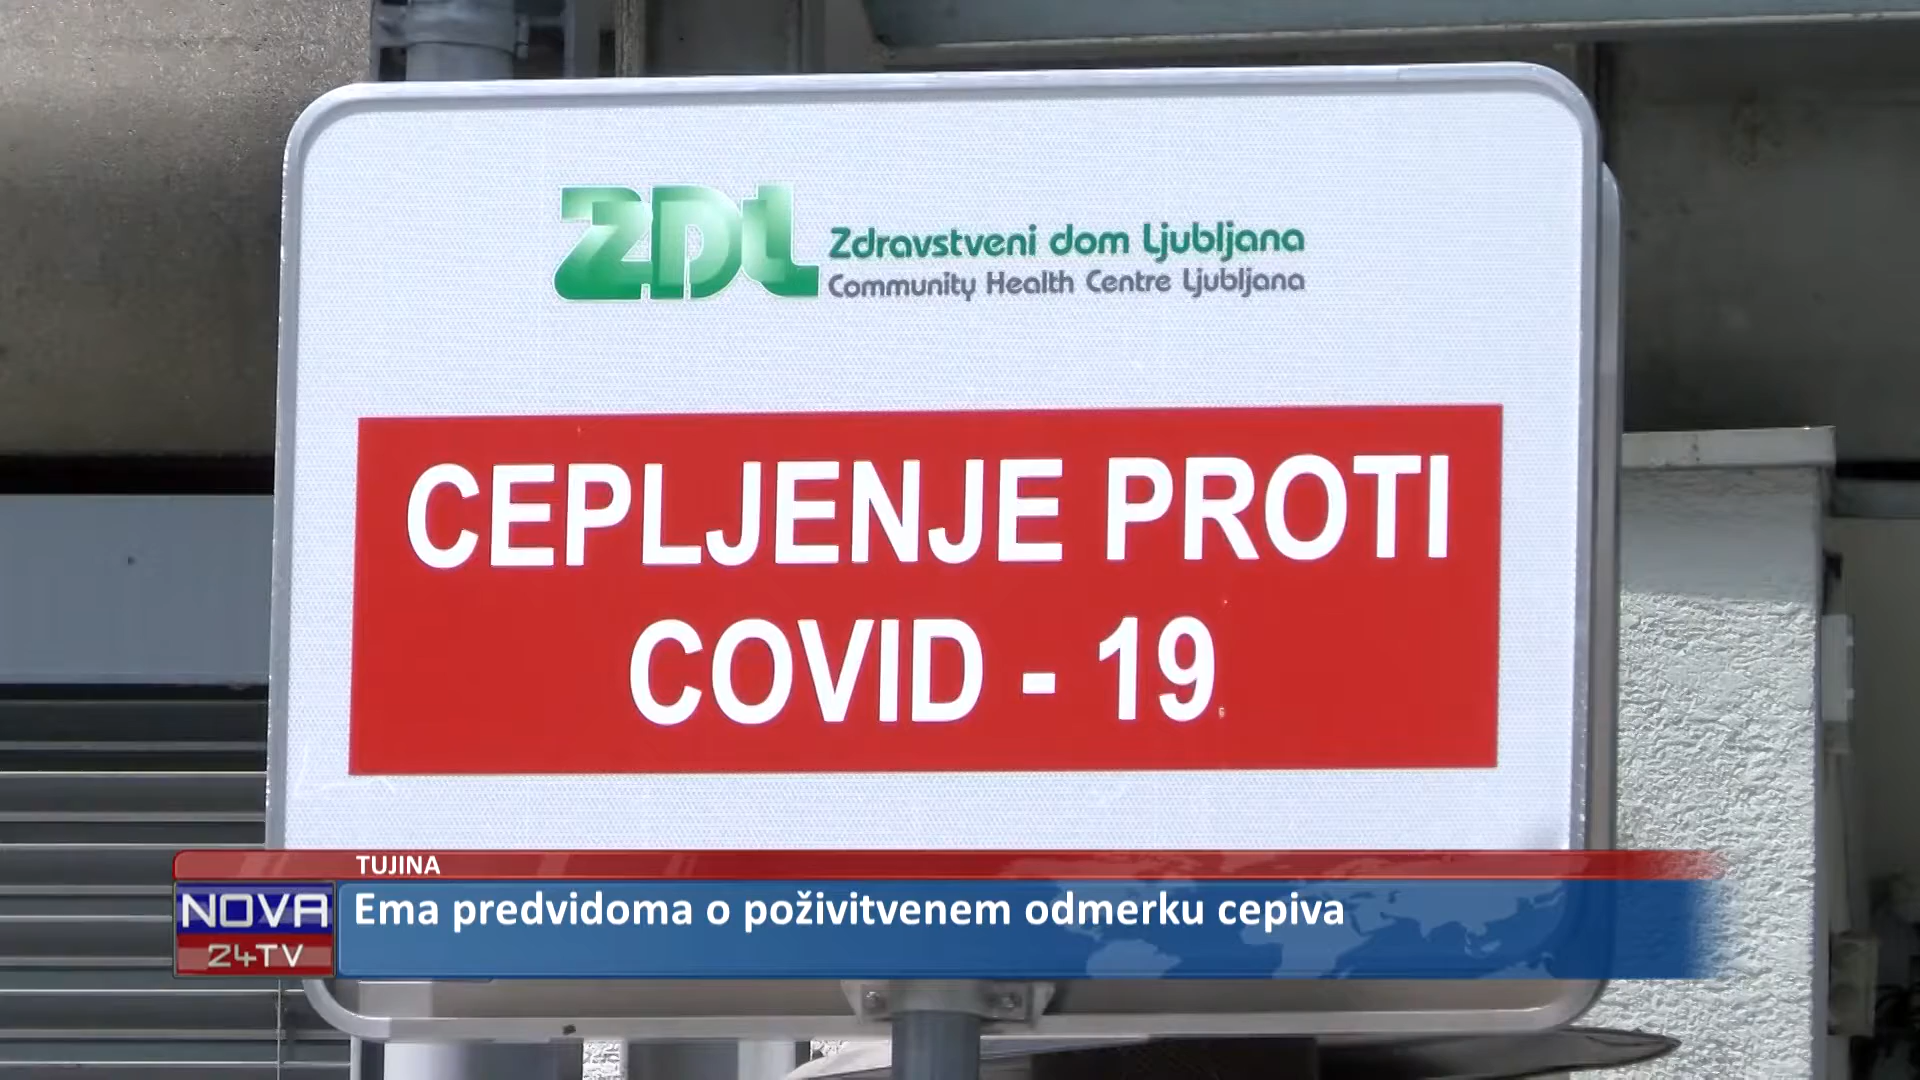 ZDL
Zdravstveni dom Ljubljana
Community Health Centre Ljubljana
CEPLJENJE PROTI
COVID - 19
TUJINA
NOVA
24TV
Ema predvidoma o poživitvenem odmerku cepiva